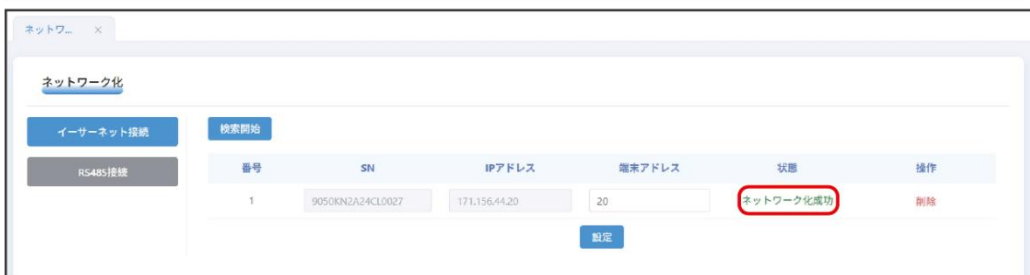 ネットワ... ×
ネットワーク化
イーサーネット接続
検索開始
RS485接続
番号 SN IPアドレス 端末アドレス 状態 操作
1 9050KN2A24CL0027 171.156.44.20 20 ネットワーク化成功 削除
設定